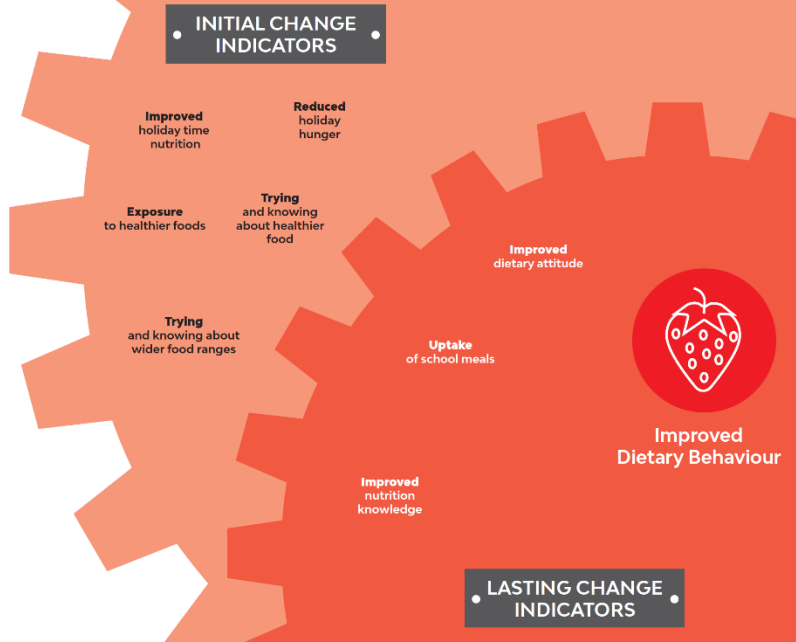 INITIAL CHANGE
INDICATORS
Improved
holiday time
nutrition
Reduced
holiday
hunger
Exposure
to healthier foods
Trying
and knowing
about healthier
food
Trying
and knowing about
wider food ranges
Improved
dietary attitude
Uptake
of school meals
Improved
nutrition
knowledge
Improved
Dietary Behaviour
LASTING CHANGE
INDICATORS